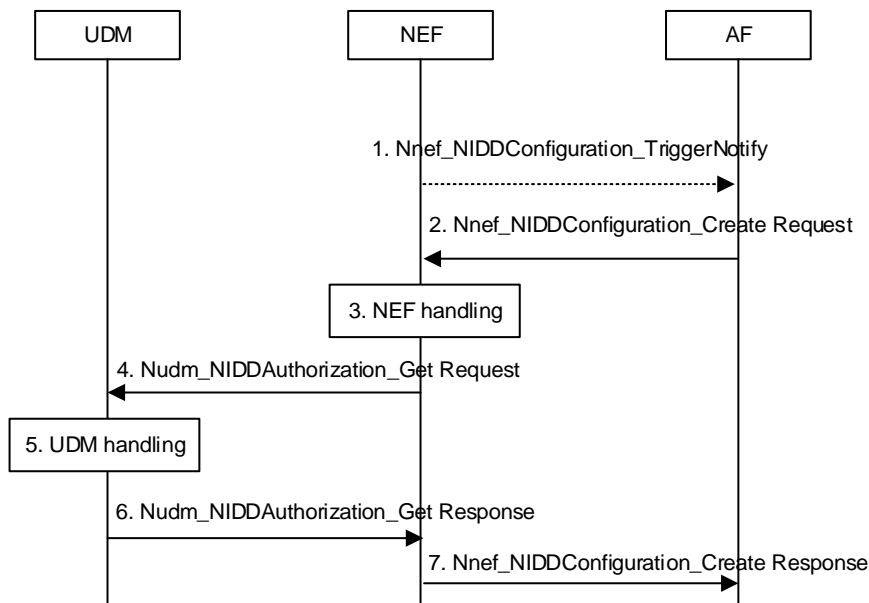 UDM
NEF
AF
1. Nnef_NIDDConfiguration_TriggerNotify
2. Nnef_NIDDConfiguration_Create Request
3. NEF handling
4. Nudm_NIDDAuthorization_Get Request
5. UDM handling
6. Nudm_NIDDAuthorization_Get Response
7. Nnef_NIDDConfiguration_Create Response